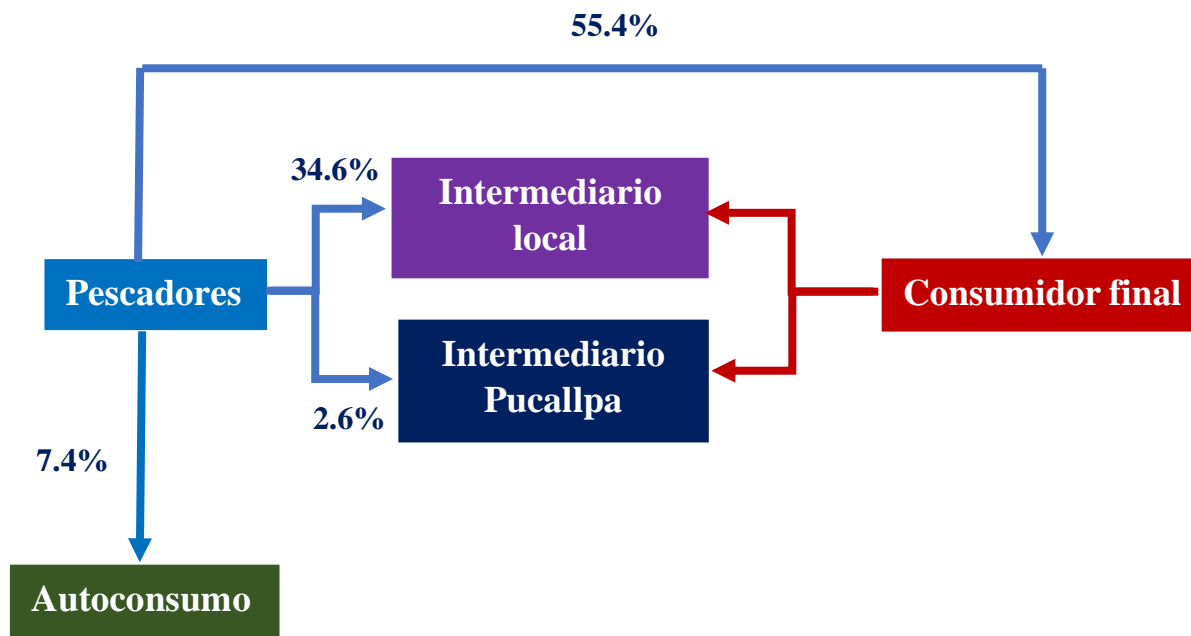 55.4%
34.6%
Intermediario
local
Pescadores
Consumidor final
Intermediario
Pucallpa
2.6%
7.4%
Autoconsumo